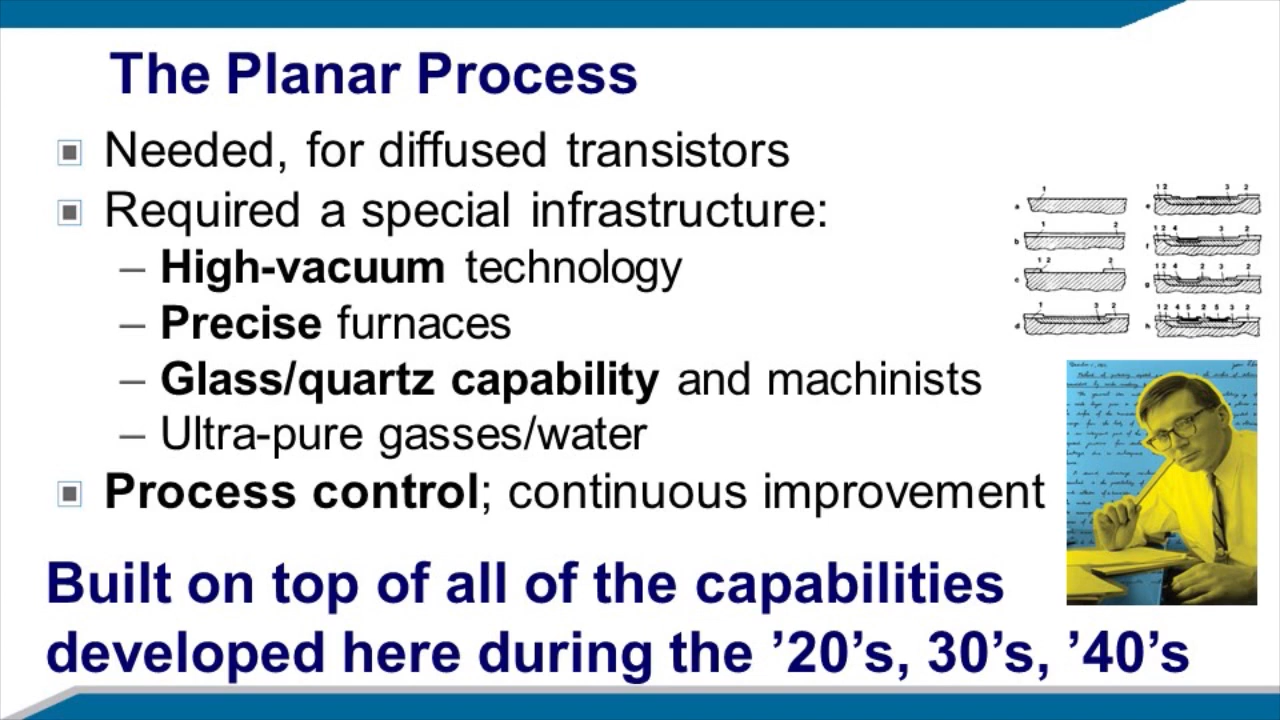 The Planar Process
Needed, for diffused transistors
Required a special infrastructure:
– High-vacuum technology
– Precise furnaces
– Glass/quartz capability and machinists
– Ultra-pure gasses/water
Process control; continuous improvement
Built on top of all of the capabilities
developed here during the ’20’s, 30’s, ’40’s